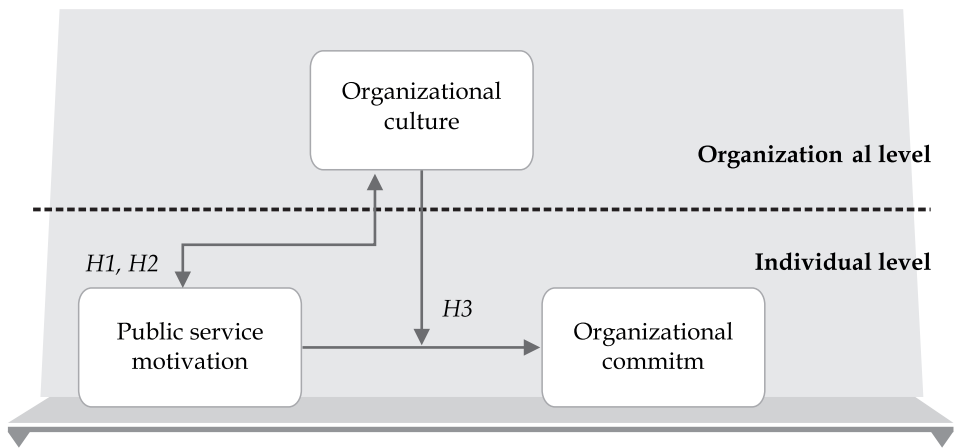 Organizational
culture
Organization al level
H1, H2
Individual level
H3
Public service
motivation
Organizational
commitm